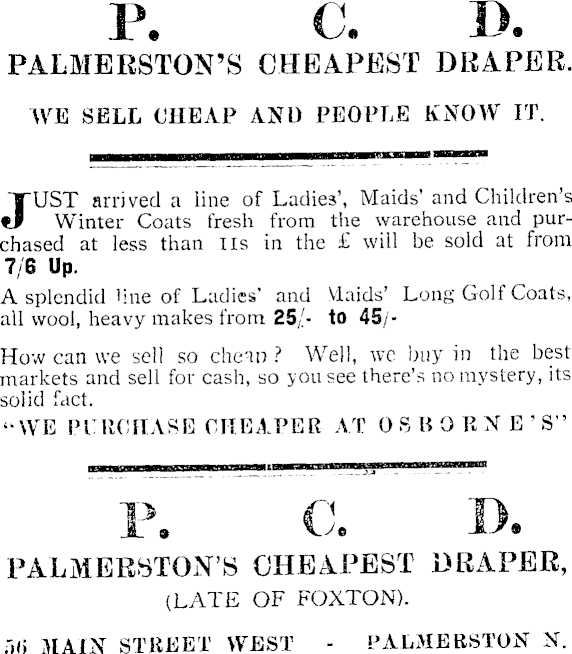 P. C. D.
PALMERSTON'S CHEAPEST DRAPER.
WE SELL CHEAP AND PEOPLE KNOW IT.
JUST arrived a line of Ladies', Maids' and Children's
Winter Coats fresh from the warehouse and pur-
chased at less than 11s in the £ will be sold at from
7/6 Up.
A splendid line of Ladies' and Maids' Long Golf Coats,
all wool, heavy makes from 25/- to 45/-
How can we sell so cheap? Well, we buy in the best
markets and sell for cash, so you see there's no mystery, its
solid fact.
"WE PURCHASE CHEAPER AT OSBORNE'S"
P. C. D.
PALMERSTON'S CHEAPEST DRAPER,
(LATE OF FOXTON).
56 MAIN STREET WEST - PALMERSTON N.